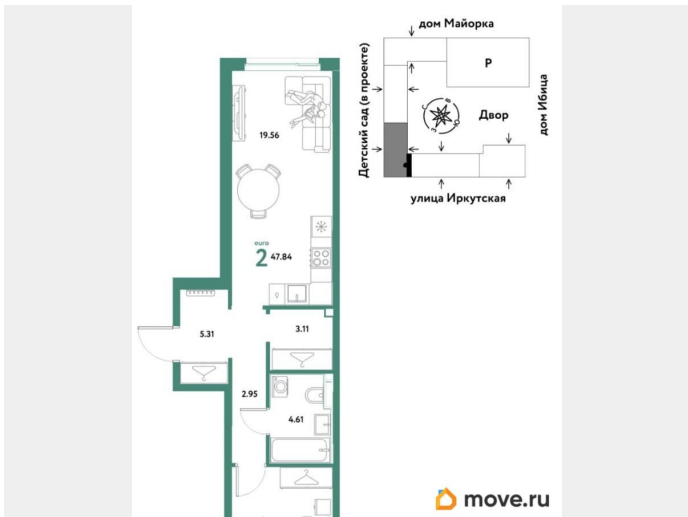 дом Майорка
Детский сад (в проекте)
Р
Двор
дом Ибица
С
В
Ю
З
улица Иркутская
19.56
euro
2 47.84
5.31
3.11
2.95
4.61
move.ru